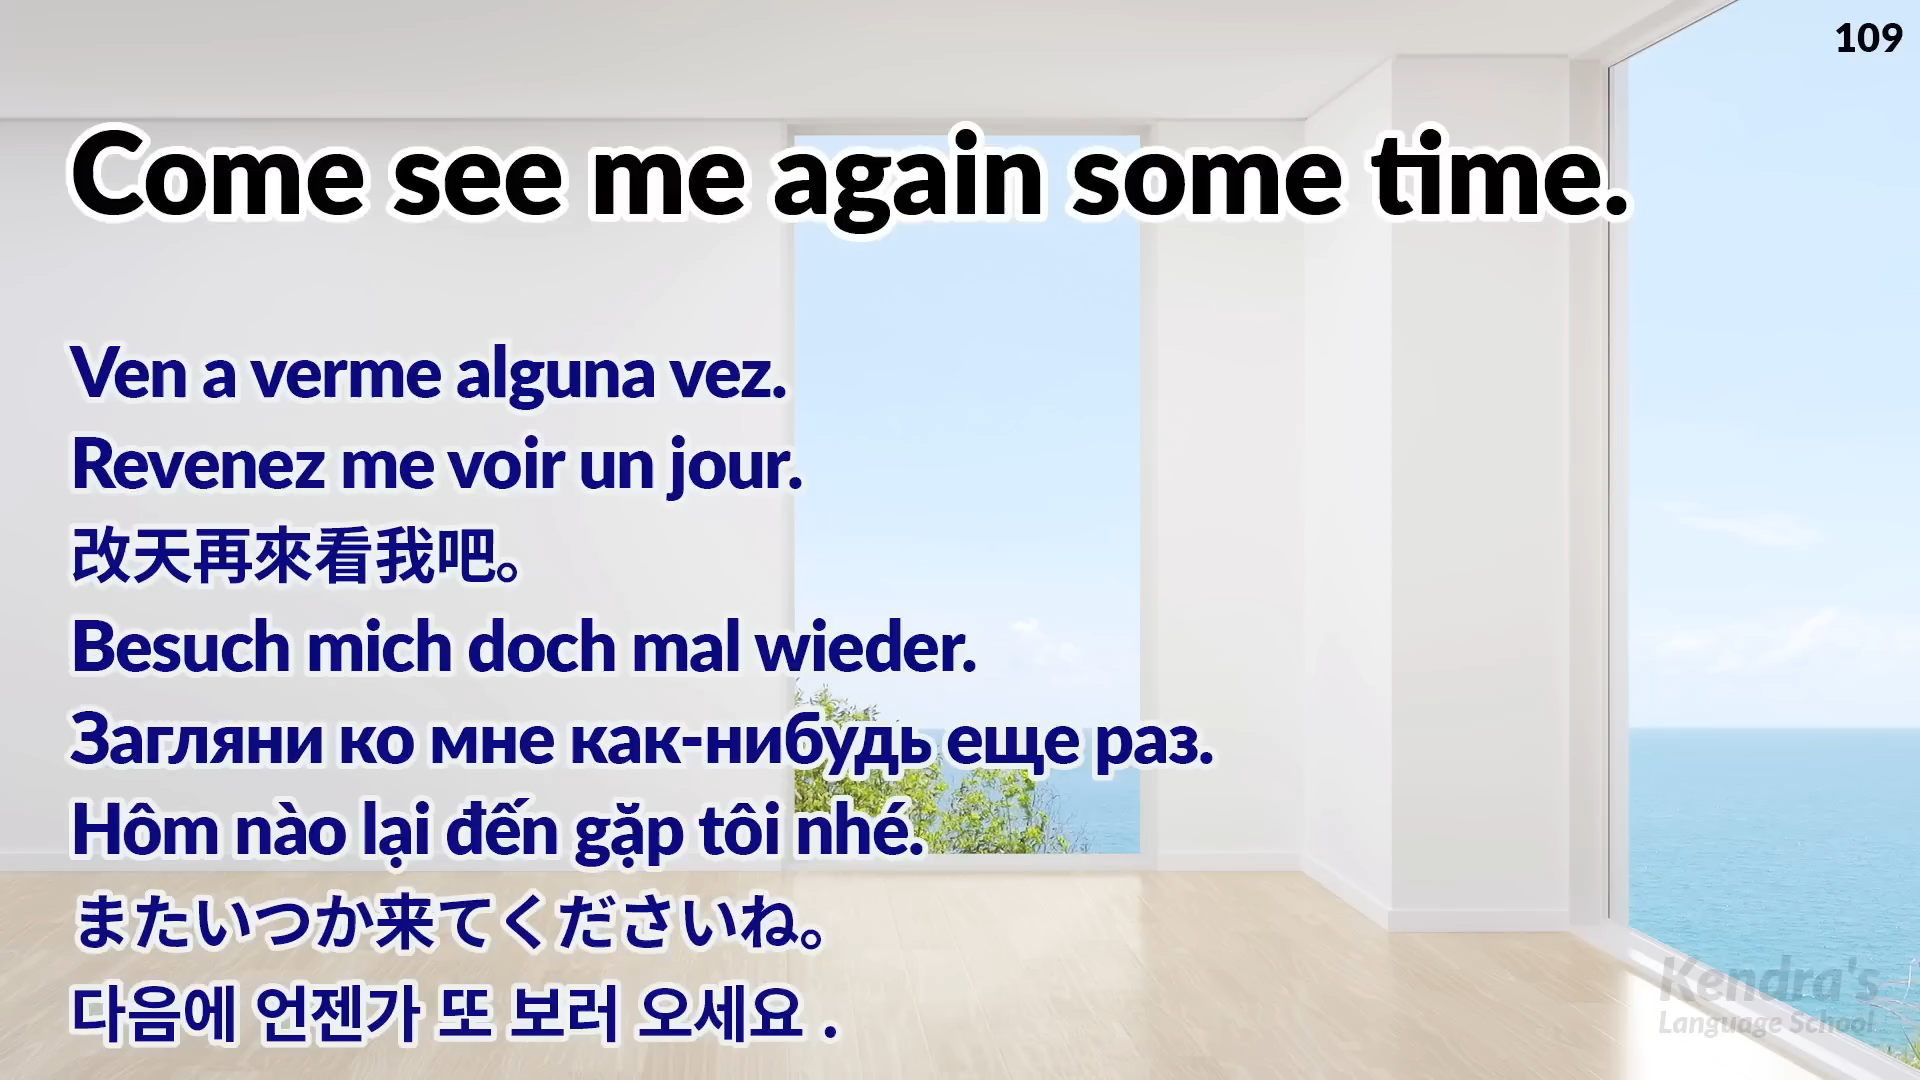 109
Come see me again some time.
Ven a verme alguna vez.
Revenez me voir un jour.
改天再來看我吧。
Besuch mich doch mal wieder.
Загляни ко мне как-нибудь еще раз.
Hôm nào lại đến gặp tôi nhé.
またいつか来てくださいね。
다음에 언젠가 또 보러 오세요 .
Kendra's
Language School